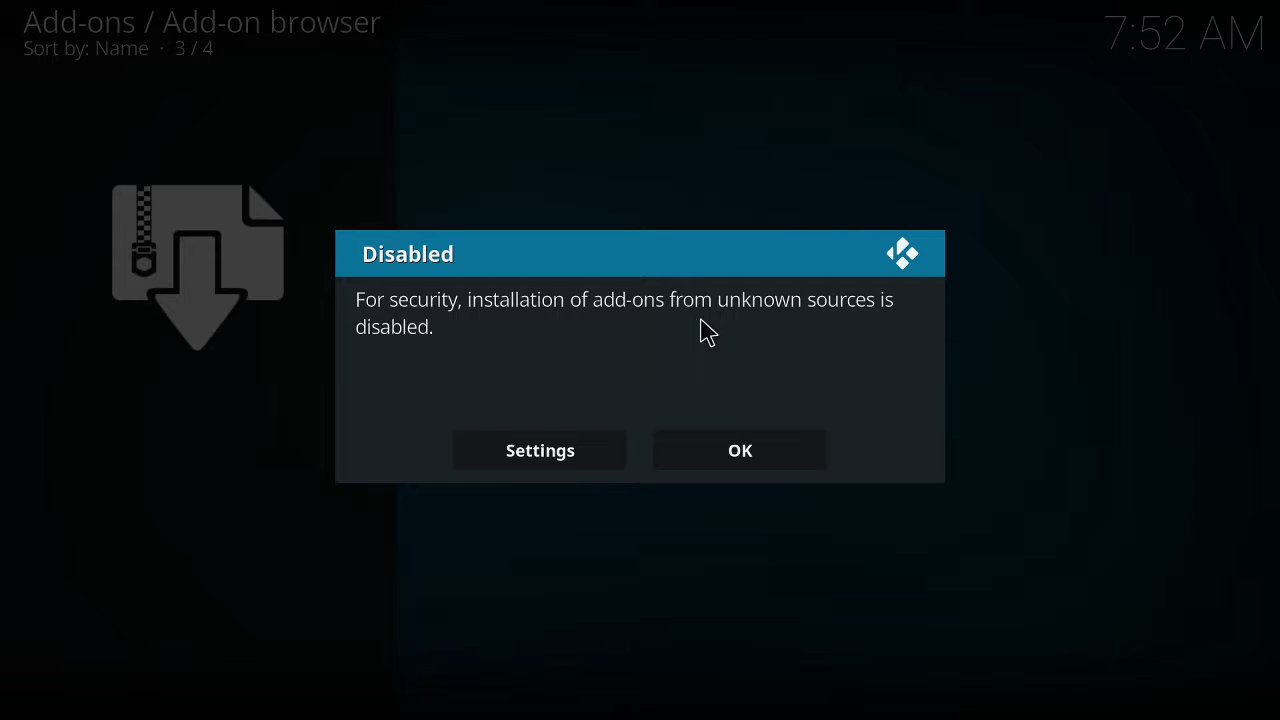 Add-ons / Add-on browser
Sort by: Name · 3 / 4
7:52 AM
Disabled
For security, installation of add-ons from unknown sources is
disabled.
Settings
OK